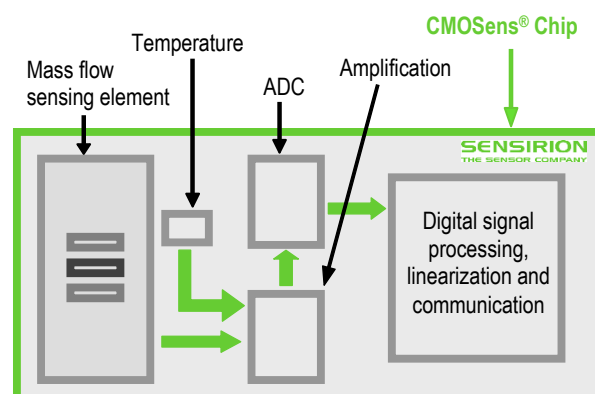 CMOSens® Chip
Temperature
Mass flow
sensing element
ADC
Amplification
SENSIRION
THE SENSOR COMPANY
Digital signal
processing,
linearization and
communication